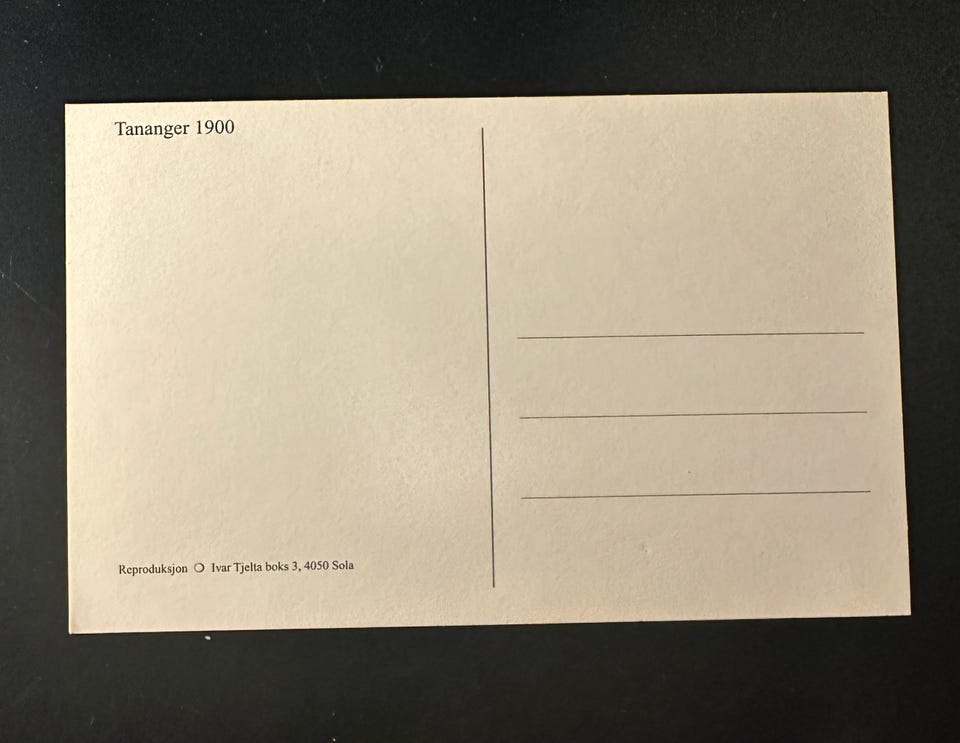 Tananger 1900
Reproduksjon ❍ Ivar Tjelta boks 3, 4050 Sola